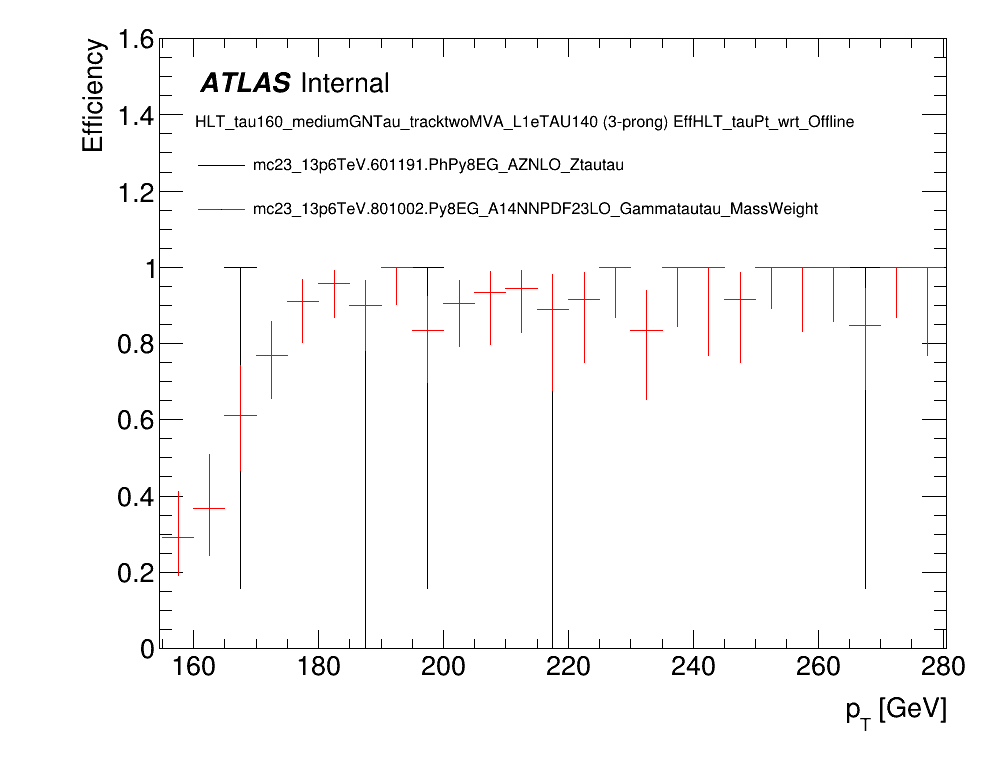 1.6
1.4
1.2
1
0.8
0.6
0.4
0.2
0
Efficiency
ATLAS Internal
HLT_tau160_mediumGNTau_tracktwoMVA_L1eTAU140 (3-prong) EffHLT_tauPt_wrt_Offline
mc23_13p6TeV.601191.PhPy8EG_AZNLO_Ztautau
mc23_13p6TeV.801002.Py8EG_A14NNPDF23LO_Gammatautau_MassWeight
160 180 200 220 240 260 280
p_T [GeV]